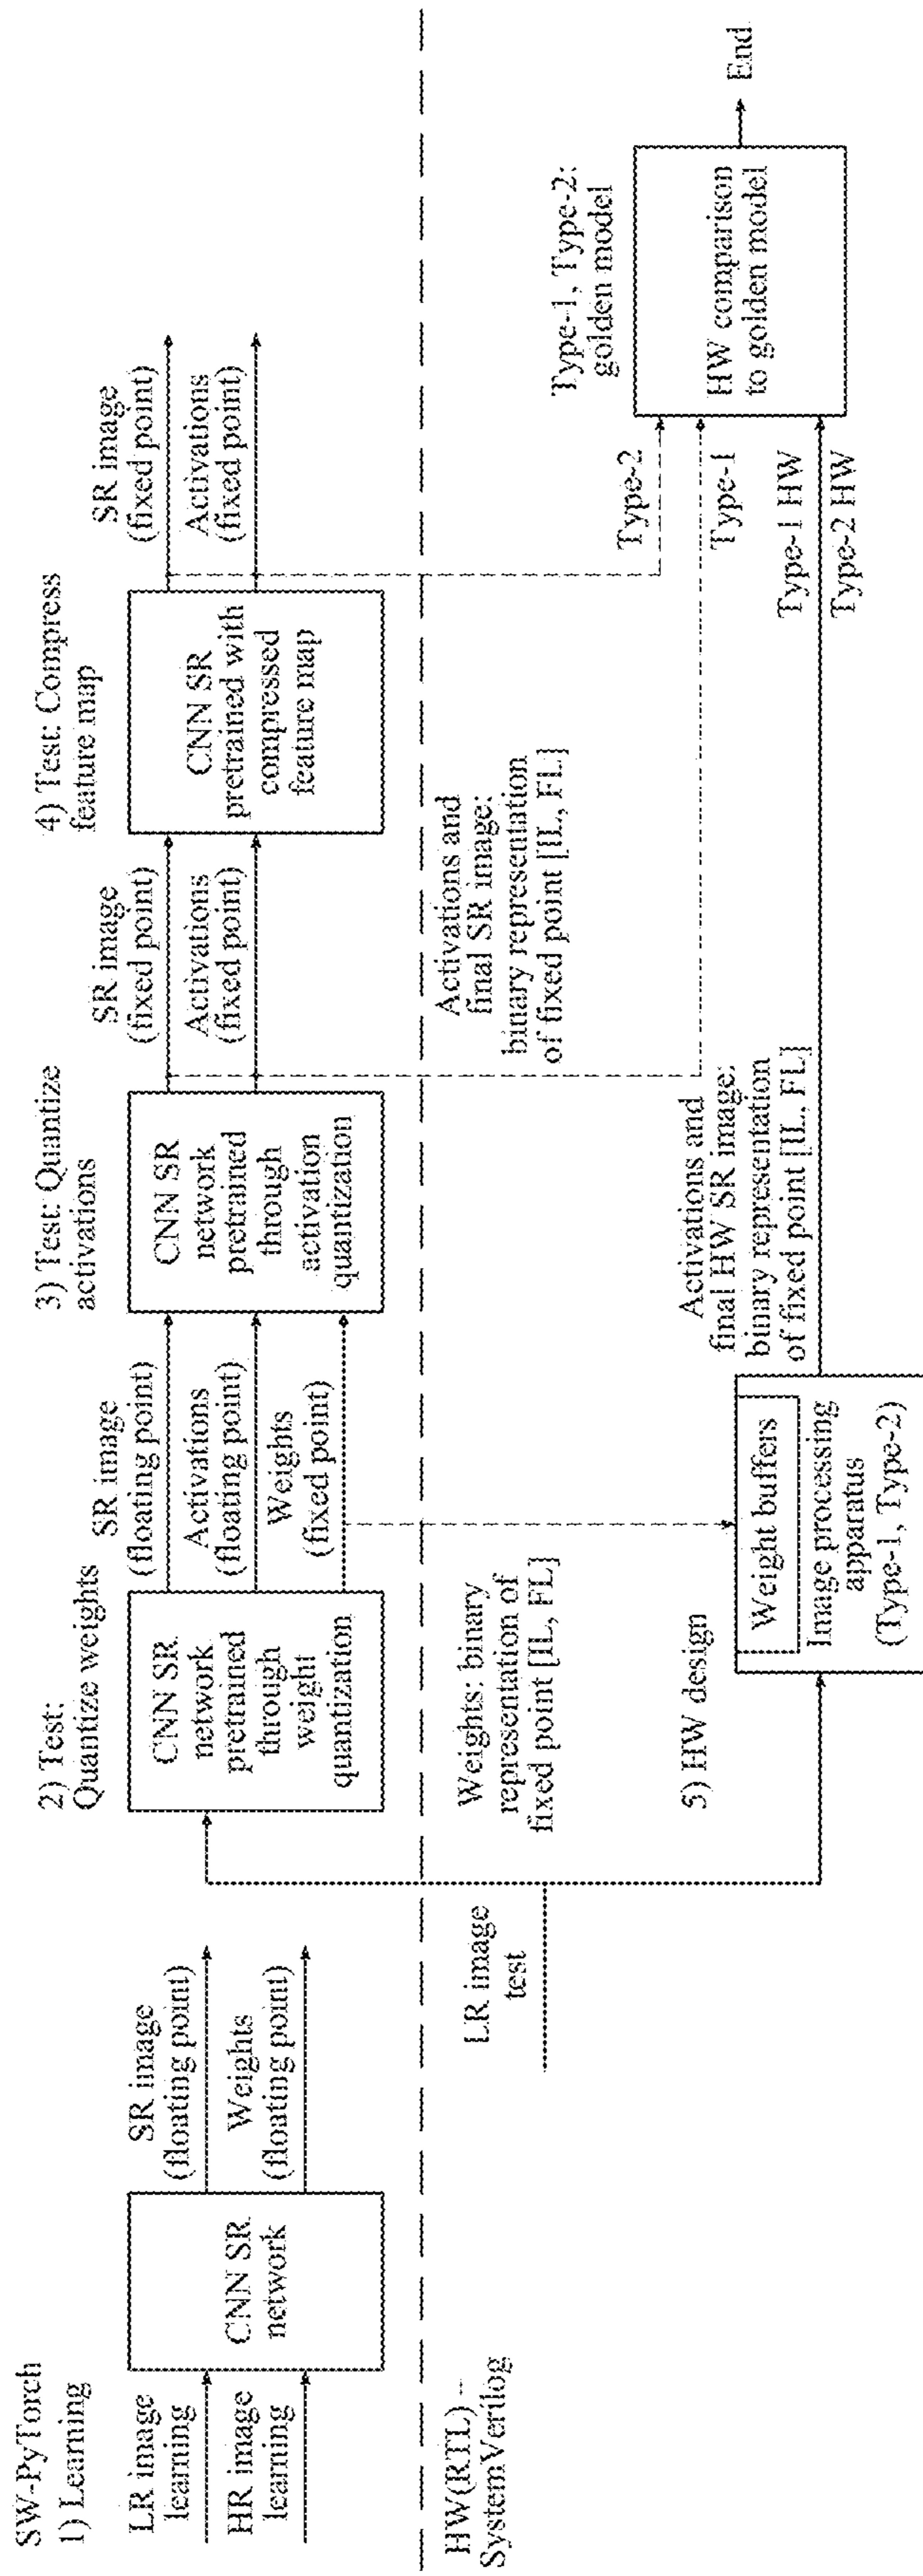 SW-PyTorch
1) Learning
LR image
learning
HR image
learning
CNN SR
network
SR image
(floating point)
Weights
(floating point)
2) Test:
Quantize weights
CNN SR
network
pretrained
through
weight
quantization
SR image
(floating point)
Activations
(floating point)
Weights
(fixed point)
3) Test: Quantize
activations
CNN SR
network
pretrained
through
activation
quantization
SR image
(fixed point)
Activations
(fixed point)
4) Test: Compress
feature map
CNN SR
pretrained with
compressed
feature map
SR image
(fixed point)
Activations
(fixed point)
HW(RTL) –
SystemVerilog
LR image
test
Weights: binary
representation of
fixed point [IL, FL]
5) HW design
Weight buffers
Image processing
apparatus
(Type-1, Type-2)
Activations and
final SR image:
binary representation
of fixed point [IL, FL]
Activations and
final HW SR image:
binary representation
of fixed point [IL, FL]
Type-2
Type-1
Type-1 HW
Type-2 HW
Type-1, Type-2:
golden model
HW comparison
to golden model
End